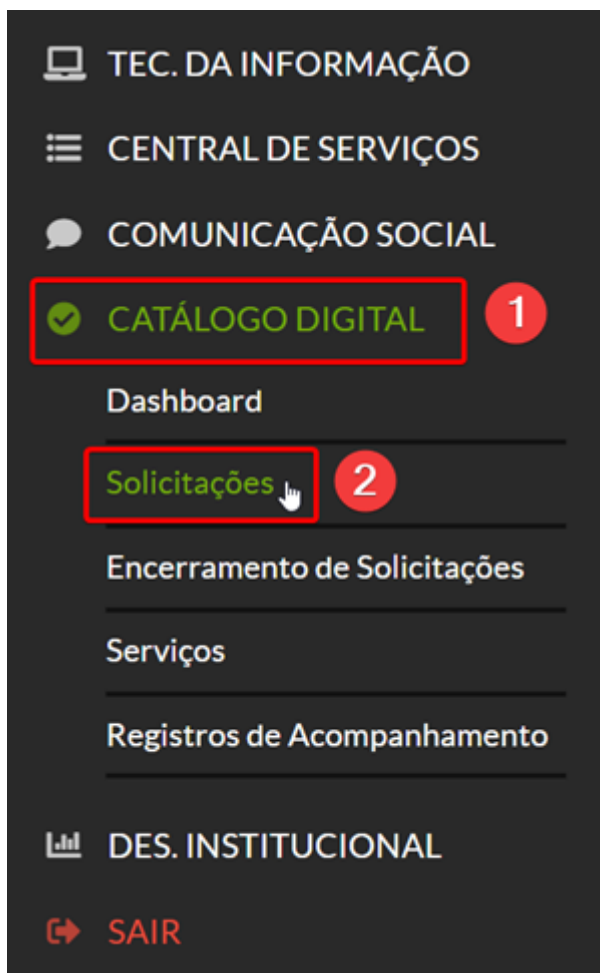 TEC. DA INFORMAÇÃO
CENTRAL DE SERVIÇOS
COMUNICAÇÃO SOCIAL
CATÁLOGO DIGITAL 1
Dashboard
Solicitações 2
Encerramento de Solicitações
Serviços
Registros de Acompanhamento
DES. INSTITUCIONAL
SAIR